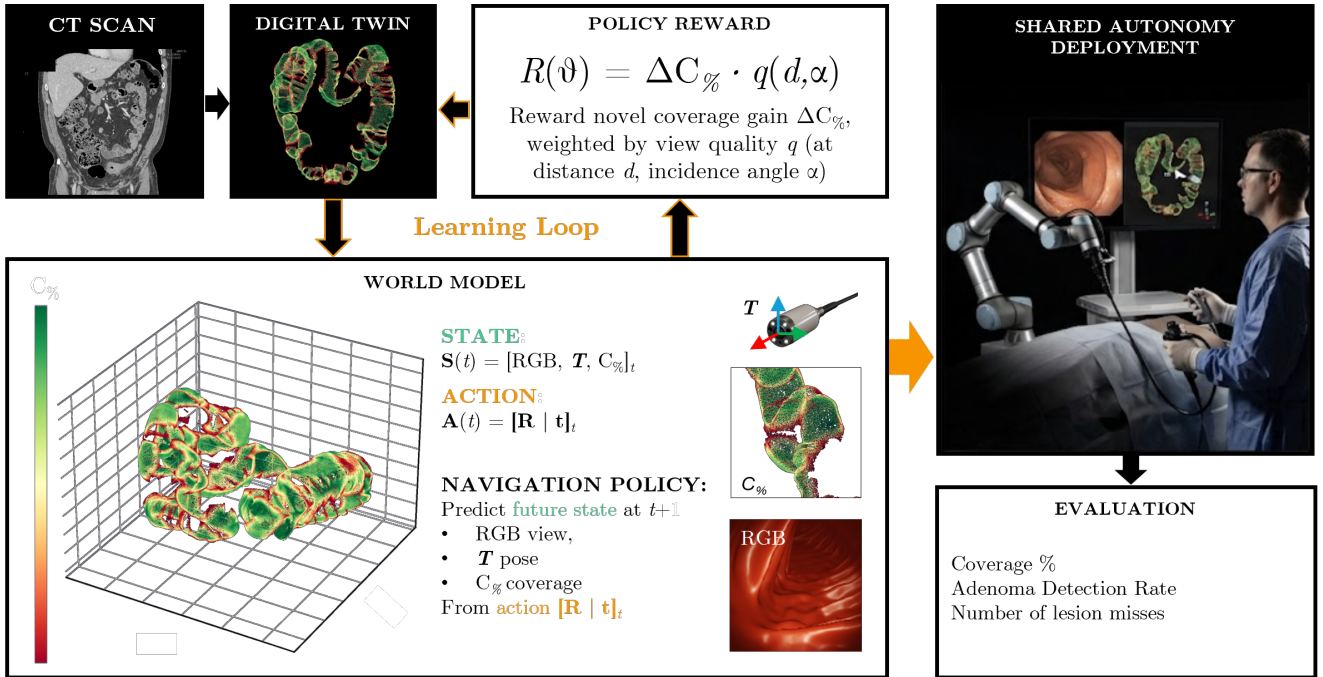 CT SCAN
DIGITAL TWIN
POLICY REWARD
R(ϑ) = ΔC% · q(d,α)
Reward novel coverage gain ΔC%,
weighted by view quality q (at
distance d, incidence angle α)
SHARED AUTONOMY
DEPLOYMENT
Learning Loop
WORLD MODEL
C%
STATE:
S(t) = [RGB, T, C%]t
ACTION:
A(t) = [R | t]t
NAVIGATION POLICY:
Predict future state at t+1
• RGB view,
• T pose
• C% coverage
From action [R | t]t
T
C%
RGB
EVALUATION
Coverage %
Adenoma Detection Rate
Number of lesion misses